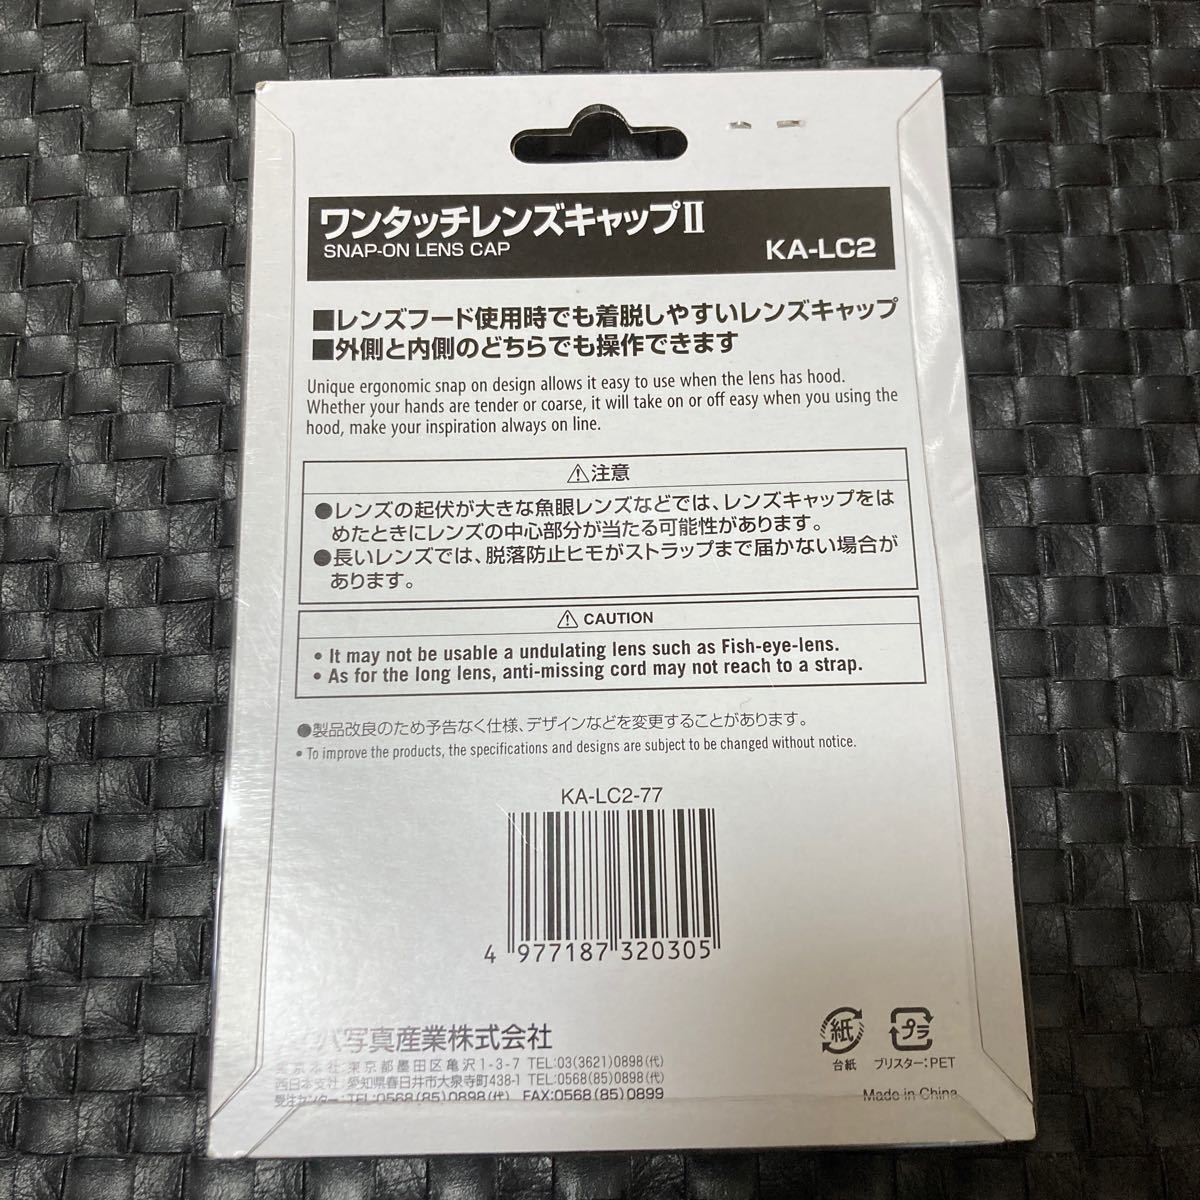 ワンタッチレンズキャップⅡ
SNAP-ON LENS CAP
KA-LC2
■レンズフード使用時でも着脱しやすいレンズキャップ
■外側と内側のどちらでも操作できます
Unique ergonomic snap on design allows it easy to use when the lens has hood.
Whether your hands are tender or coarse, it will take on or off easy when you using the
hood, make your inspiration always on line.
⚠注意
●レンズの起伏が大きな魚眼レンズなどでは、レンズキャップをは
めたときにレンズの中心部分が当たる可能性があります。
●長いレンズでは、脱落防止ヒモがストラップまで届かない場合が
あります。
⚠ CAUTION
• It may not be usable a undulating lens such as Fish-eye-lens.
• As for the long lens, anti-missing cord may not reach to a strap.
●製品改良のため予告なく仕様、デザインなどを変更することがあります。
• To improve the products, the specifications and designs are subject to be changed without notice.
KA-LC2-77
4 977187 320305
バ写真産業株式会社
東京本社:東京都墨田区亀沢1-3-7 TEL:03(3621)0898(代)
西日本支社:愛知県春日井市大泉寺町438-1 TEL:0568(85)0898(代)
受注センター:TEL:0568(85)0898(代) FAX:0568(85)0899
紙
台紙
プラ
ブリスター:PET
Made in China